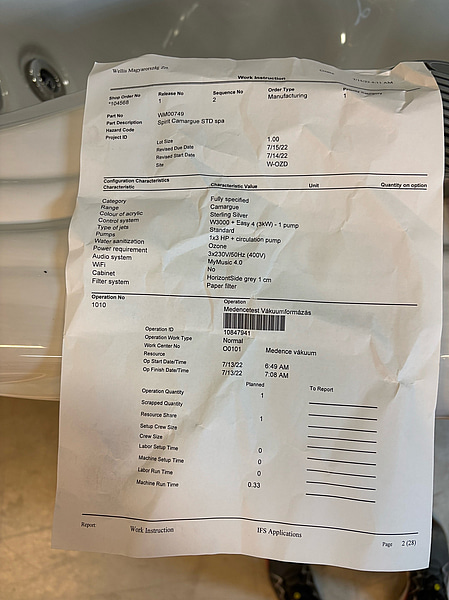 Wellis Magyarország Zrt.
Work Instruction
Shop Order No Release No Sequence No Order Type
*104568 1 2 Manufacturing 1
Part No WM00749
Part Description Spirit Camargue STD spa
Hazard Code
Project ID
Lot Size 1.00
Revised Due Date 7/15/22
Revised Start Date 7/14/22
Site W-OZD
Configuration Characteristics
Characteristic Characteristic Value Unit Quantity on option
Category Fully specified
Range Camargue
Colour of acrylic Sterling Silver
Control system W3000 + Easy 4 (3kW) - 1 pump
Type of jets Standard
Pumps 1x3 HP + circulation pump
Water sanitization Ozone
Power requirement 3x230V/50Hz (400V)
Audio system MyMusic 4.0
WiFi No
Cabinet HorizontSide grey 1 cm
Filter system Paper filter
Operation No Operation
1010 Medencetest Vákuumformázás
Operation ID 10847941
Operation Work Type Normal
Work Center No O0101 Medence vákuum
Resource
Op Start Date/Time 7/13/22 6:49 AM
Op Finish Date/Time 7/13/22 7:08 AM
Planned To Report
Operation Quantity 1
Scrapped Quantity
Resource Share 1
Setup Crew Size
Crew Size
Labor Setup Time 0
Machine Setup Time 0
Labor Run Time 0
Machine Run Time 0.33
Report Work Instruction IFS Applications Page 2 (28)